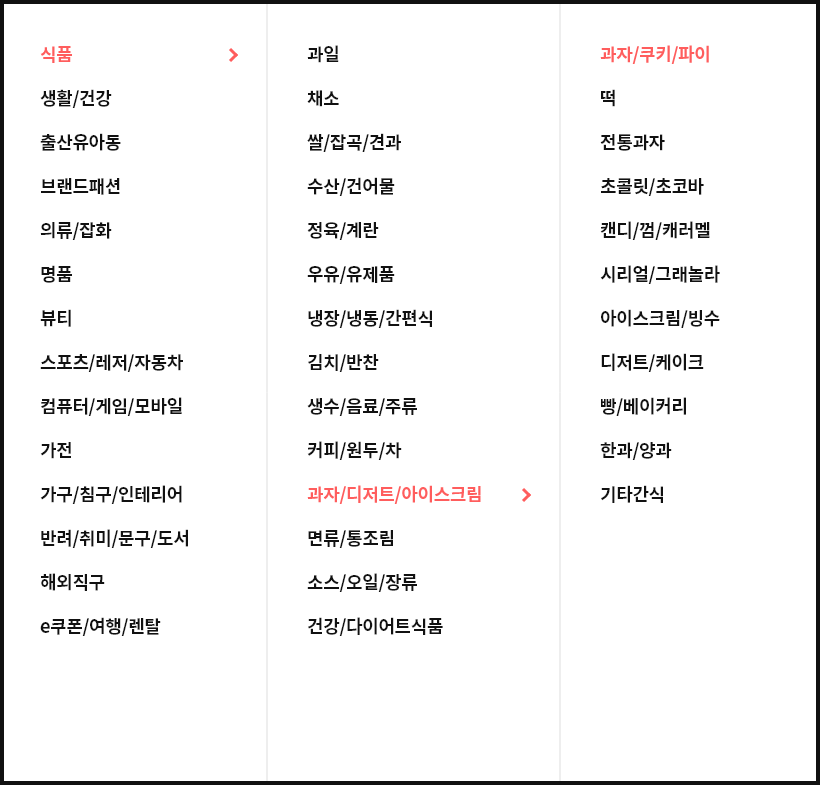 식품
생활/건강
출산유아동
브랜드패션
의류/잡화
명품
뷰티
스포츠/레저/자동차
컴퓨터/게임/모바일
가전
가구/침구/인테리어
반려/취미/문구/도서
해외직구
e쿠폰/여행/렌탈
과일
채소
쌀/잡곡/견과
수산/건어물
정육/계란
우유/유제품
냉장/냉동/간편식
김치/반찬
생수/음료/주류
커피/원두/차
과자/디저트/아이스크림
면류/통조림
소스/오일/장류
건강/다이어트식품
과자/쿠키/파이
떡
전통과자
초콜릿/초코바
캔디/껌/캐러멜
시리얼/그래놀라
아이스크림/빙수
디저트/케이크
빵/베이커리
한과/양과
기타간식